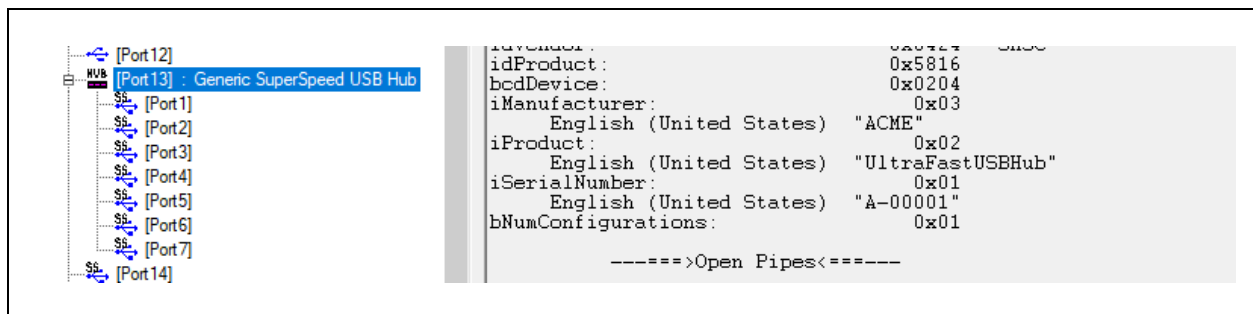 [Port12]
HUB [Port13] : Generic SuperSpeed USB Hub
SS [Port1]
SS [Port2]
SS [Port3]
SS [Port4]
SS [Port5]
SS [Port6]
SS [Port7]
SS [Port14]
idProduct: 0x5816
bcdDevice: 0x0204
iManufacturer: 0x03
English (United States) "ACME"
iProduct: 0x02
English (United States) "UltraFastUSBHub"
iSerialNumber: 0x01
English (United States) "A-00001"
bNumConfigurations: 0x01
---===>Open Pipes<===---